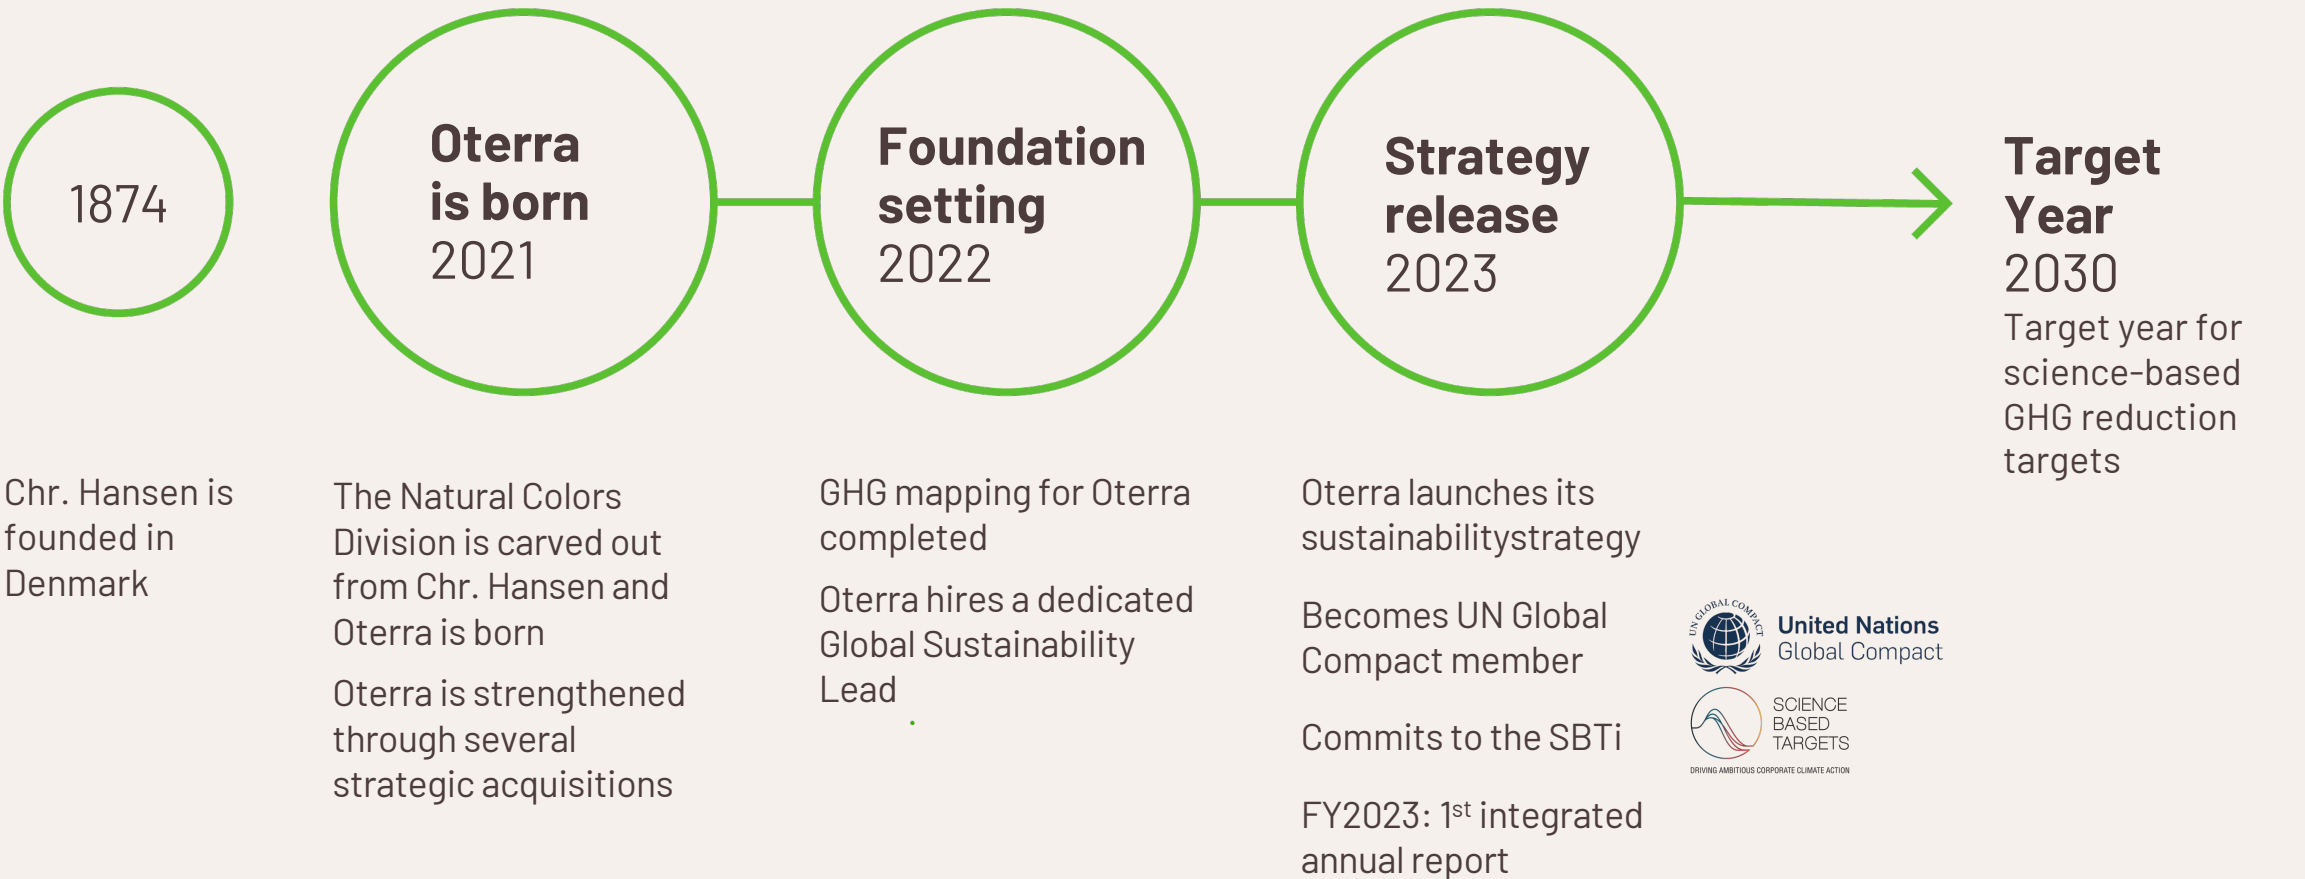 1874
Chr. Hansen is
founded in
Denmark
Oterra
is born
2021
The Natural Colors
Division is carved out
from Chr. Hansen and
Oterra is born
Oterra is strengthened
through several
strategic acquisitions
Foundation
setting
2022
GHG mapping for Oterra
completed
Oterra hires a dedicated
Global Sustainability
Lead
Strategy
release
2023
Oterra launches its
sustainabilitystrategy
Becomes UN Global
Compact member
UN GLOBAL COMPACT
United Nations
Global Compact
Commits to the SBTi
SCIENCE
BASED
TARGETS
DRIVING AMBITIOUS CORPORATE CLIMATE ACTION
FY2023: 1st integrated
annual report
Target
Year
2030
Target year for
science-based
GHG reduction
targets